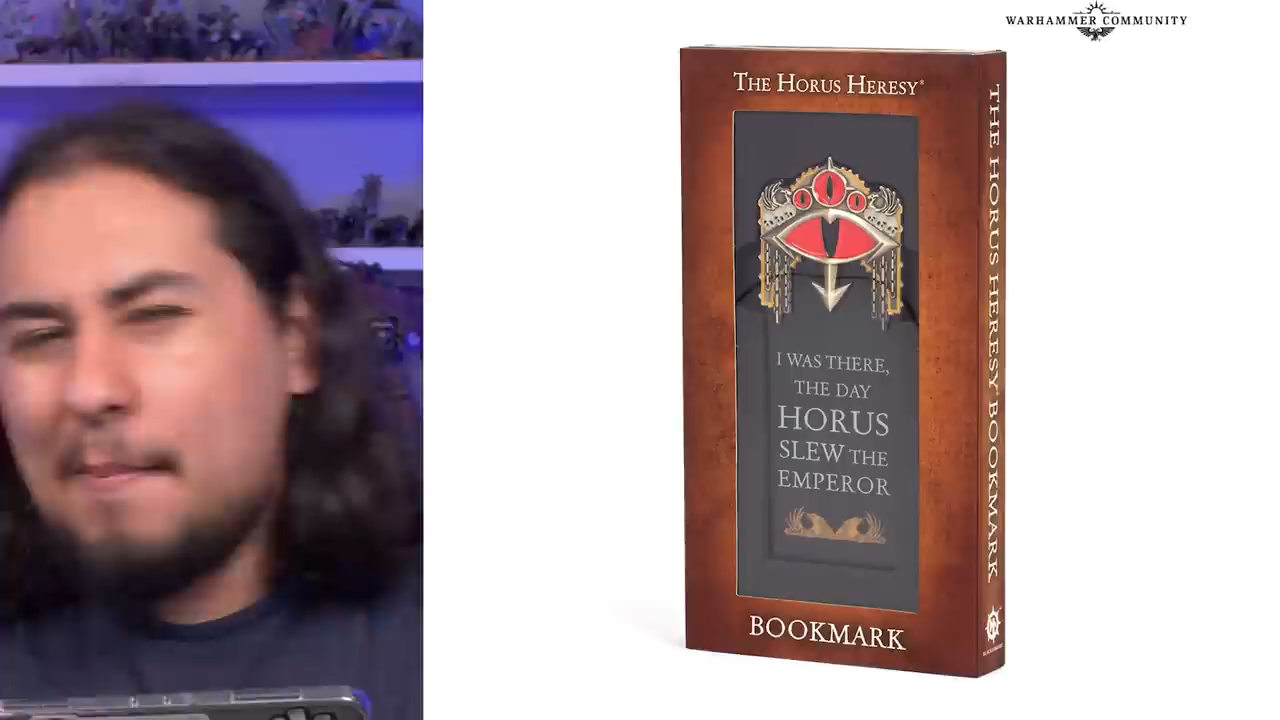 WARHAMMER COMMUNITY
THE HORUS HERESY®
I WAS THERE,
THE DAY
HORUS
SLEW THE
EMPEROR
BOOKMARK
THE HORUS HERESY BOOKMARK